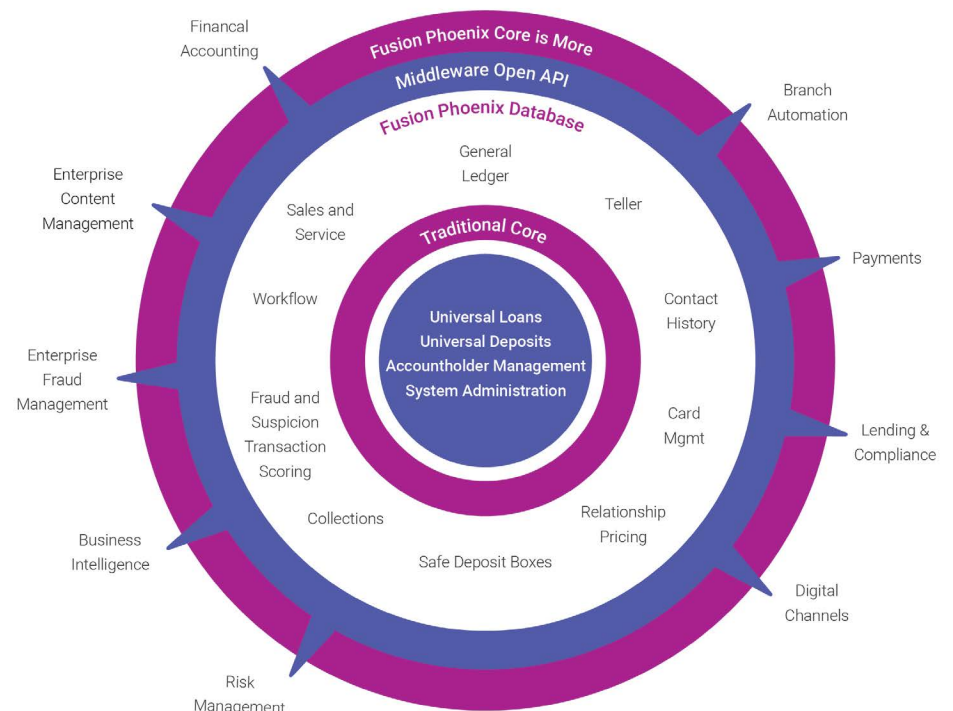 Financal
Accounting
Fusion Phoenix Core is More
Middleware Open API
Fusion Phoenix Database
Branch
Automation
General
Ledger
Enterprise
Content
Management
Sales and
Service
Teller
Traditional Core
Payments
Workflow
Contact
History
Universal Loans
Universal Deposits
Accountholder Management
System Administration
Enterprise
Fraud
Management
Fraud and
Suspicion
Transaction
Scoring
Card
Mgmt
Lending &
Compliance
Collections
Relationship
Pricing
Business
Intelligence
Safe Deposit Boxes
Digital
Channels
Risk
Management